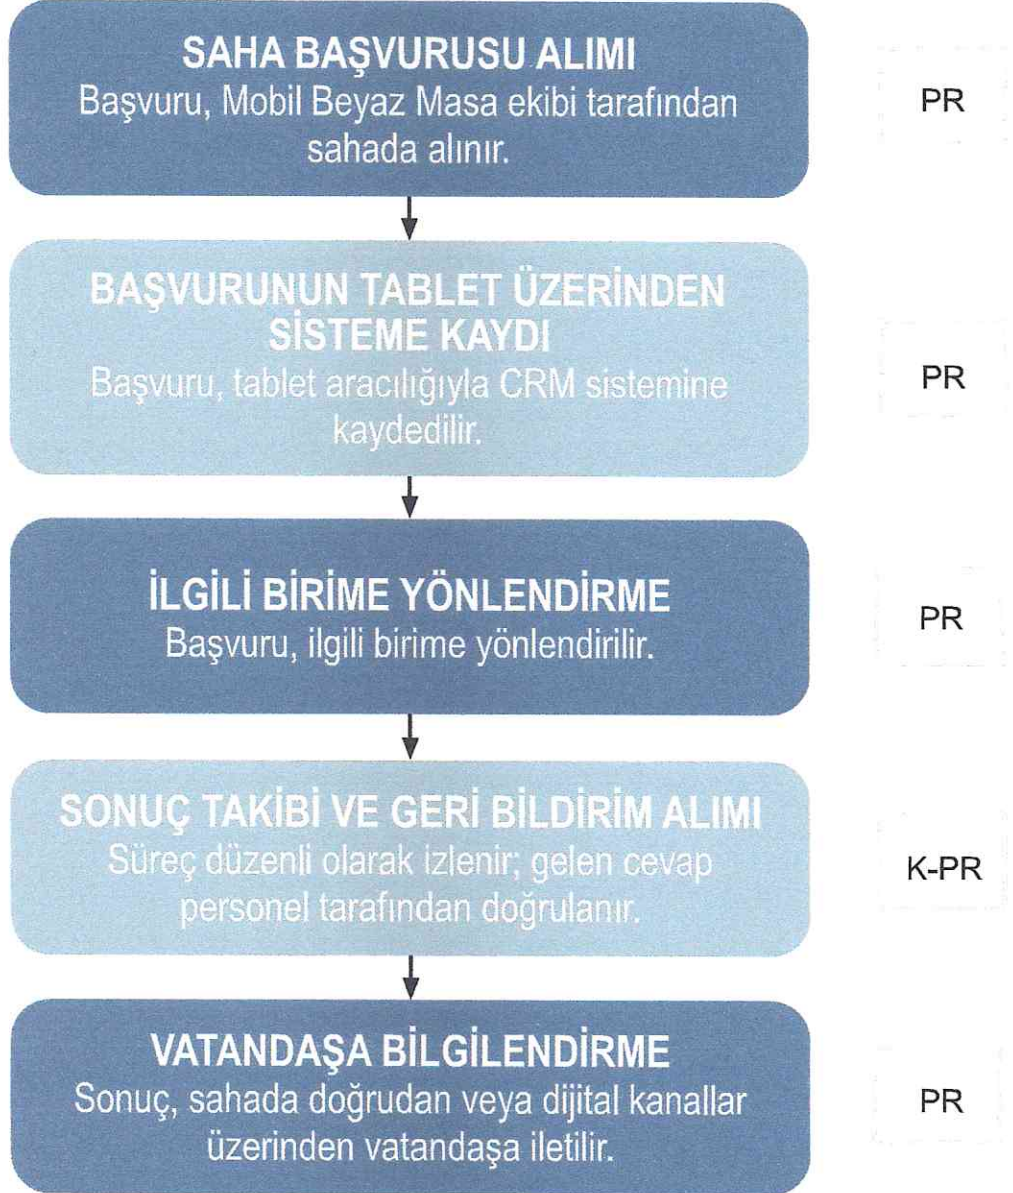 SAHA BAŞVURUSU ALIMI
Başvuru, Mobil Beyaz Masa ekibi tarafından
sahada alınır.
PR
BAŞVURUNUN TABLET ÜZERİNDEN
SİSTEME KAYDI
Başvuru, tablet aracılığıyla CRM sistemine
kaydedilir.
PR
İLGİLİ BİRİME YÖNLENDİRME
Başvuru, ilgili birime yönlendirilir.
PR
SONUÇ TAKİBİ VE GERİ BİLDİRİM ALIMI
Süreç düzenli olarak izlenir; gelen cevap
personel tarafından doğrulanır.
K-PR
VATANDAŞA BİLGİLENDİRME
Sonuç, sahada doğrudan veya dijital kanallar
üzerinden vatandaşa iletilir.
PR